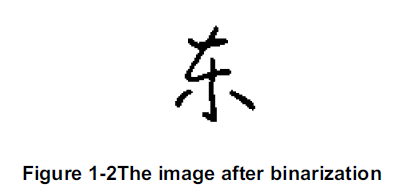 东
Figure 1-2The image after binarization